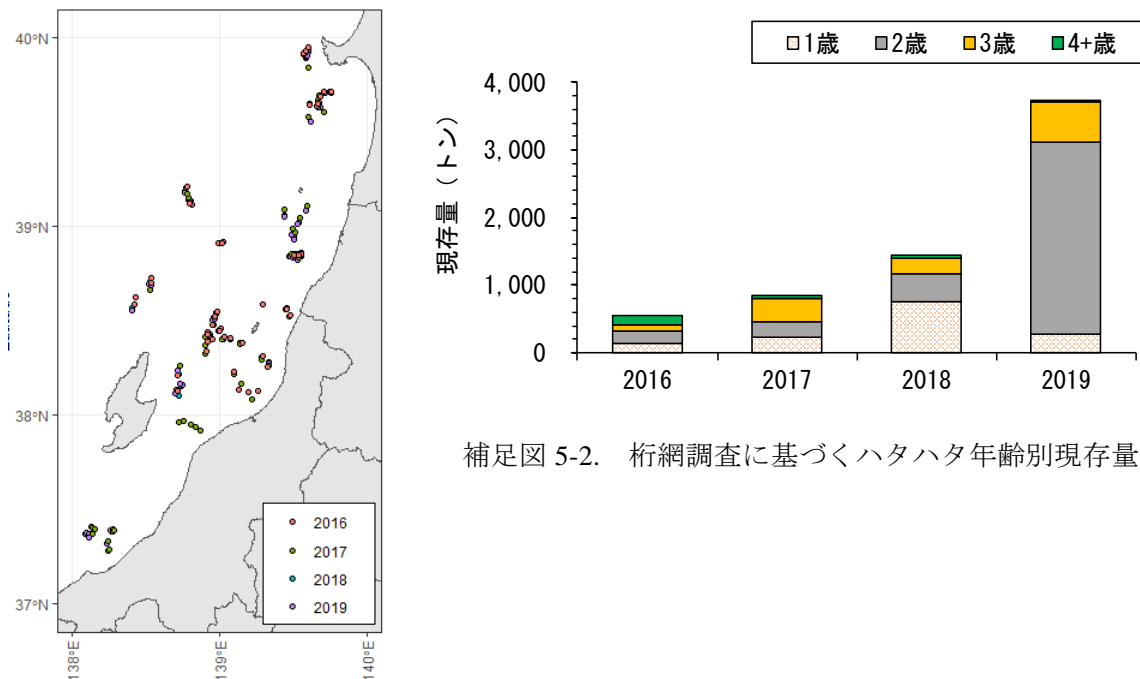 40°N
39°N
38°N
37°N
138°E
139°E
140°E
2016
2017
2018
2019
1歳 2歳 3歳 4+歳
現存量(トン)
4,000
3,000
2,000
1,000
0
2016 2017 2018 2019
補足図 5-2. 桁網調査に基づくハタハタ年齢別現存量